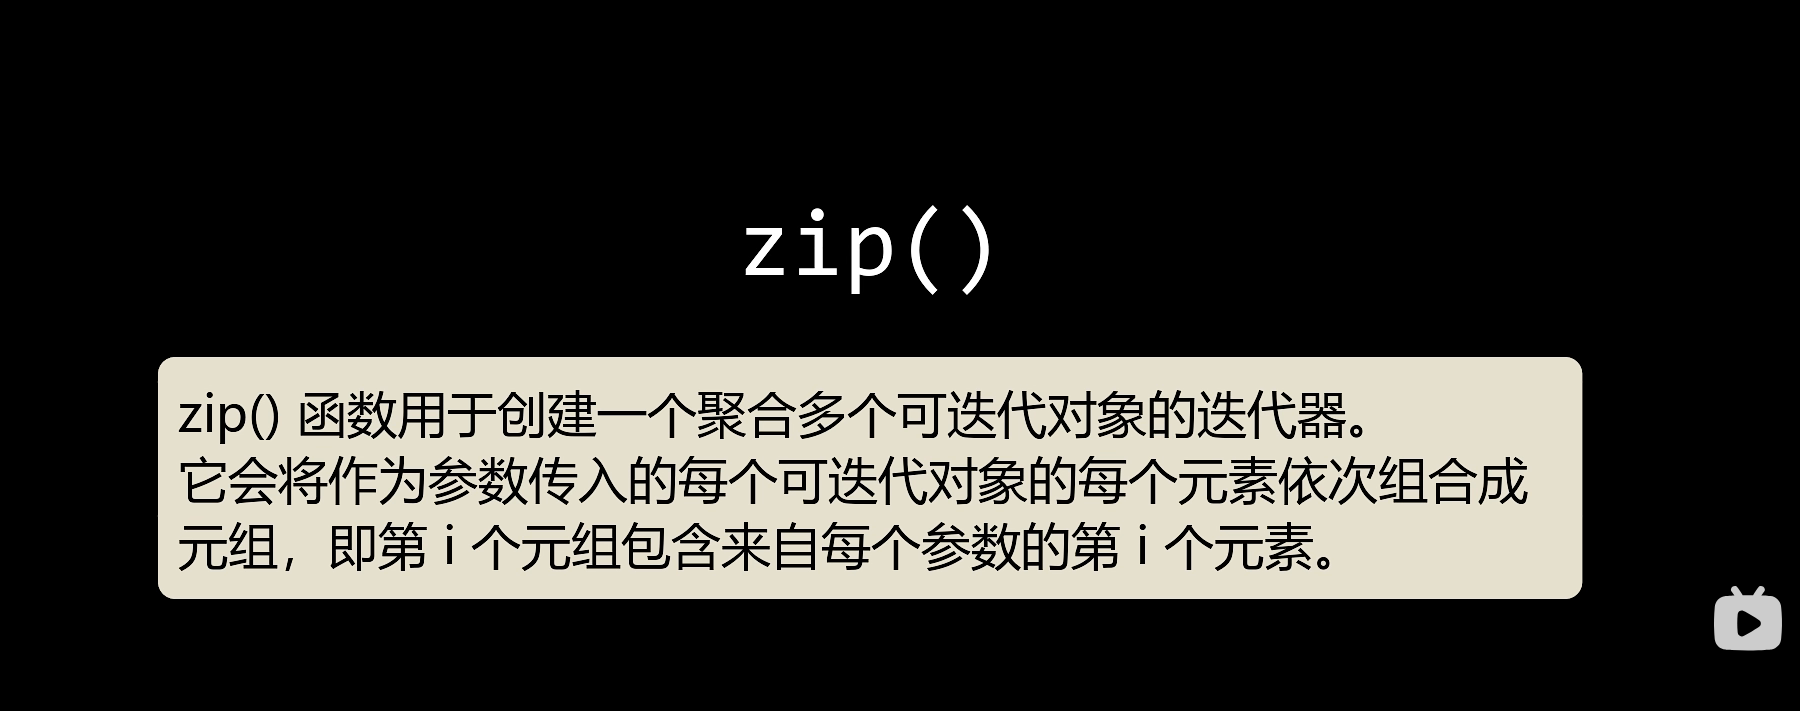 zip()
zip() 函数用于创建一个聚合多个可迭代对象的迭代器。
它会将作为参数传入的每个可迭代对象的每个元素依次组合成
元组，即第 i 个元组包含来自每个参数的第 i 个元素。